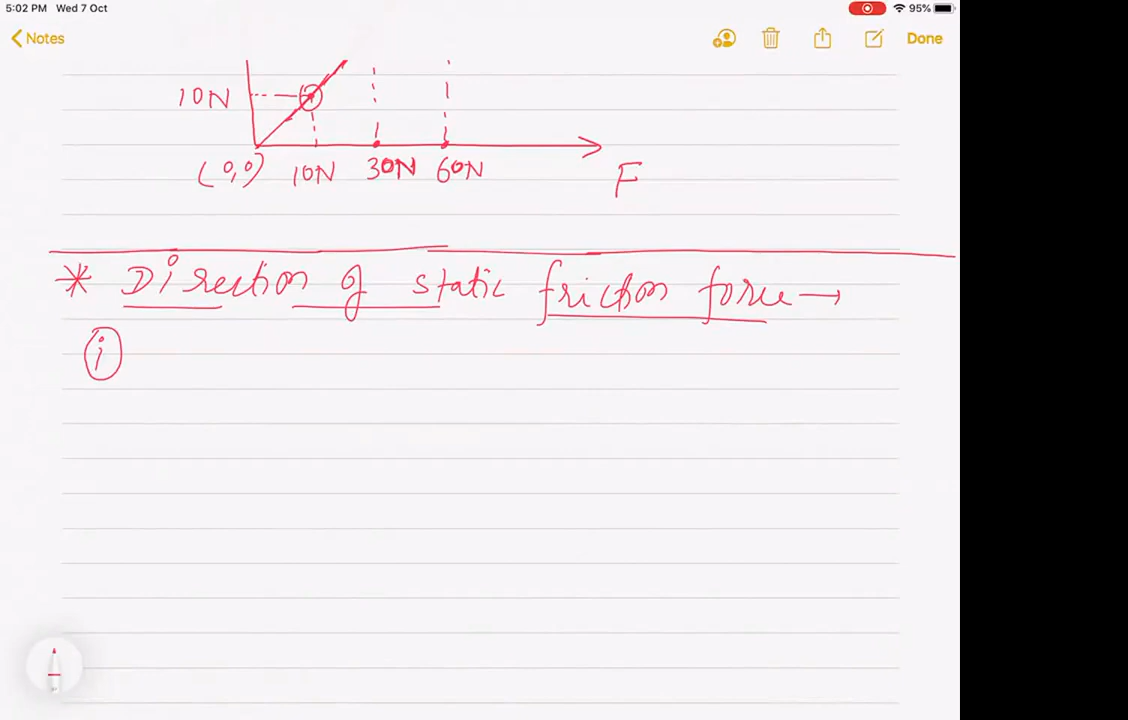 5:02 PM Wed 7 Oct 95%
Notes Done
10N
(0,0) 10N 30N 60N F
* Direction of static friction force →
i